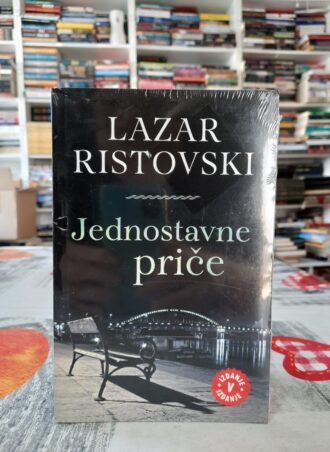 LAZAR
RISTOVSKI
Jednostavne
priče
IZDANJE
V
IZDANJE